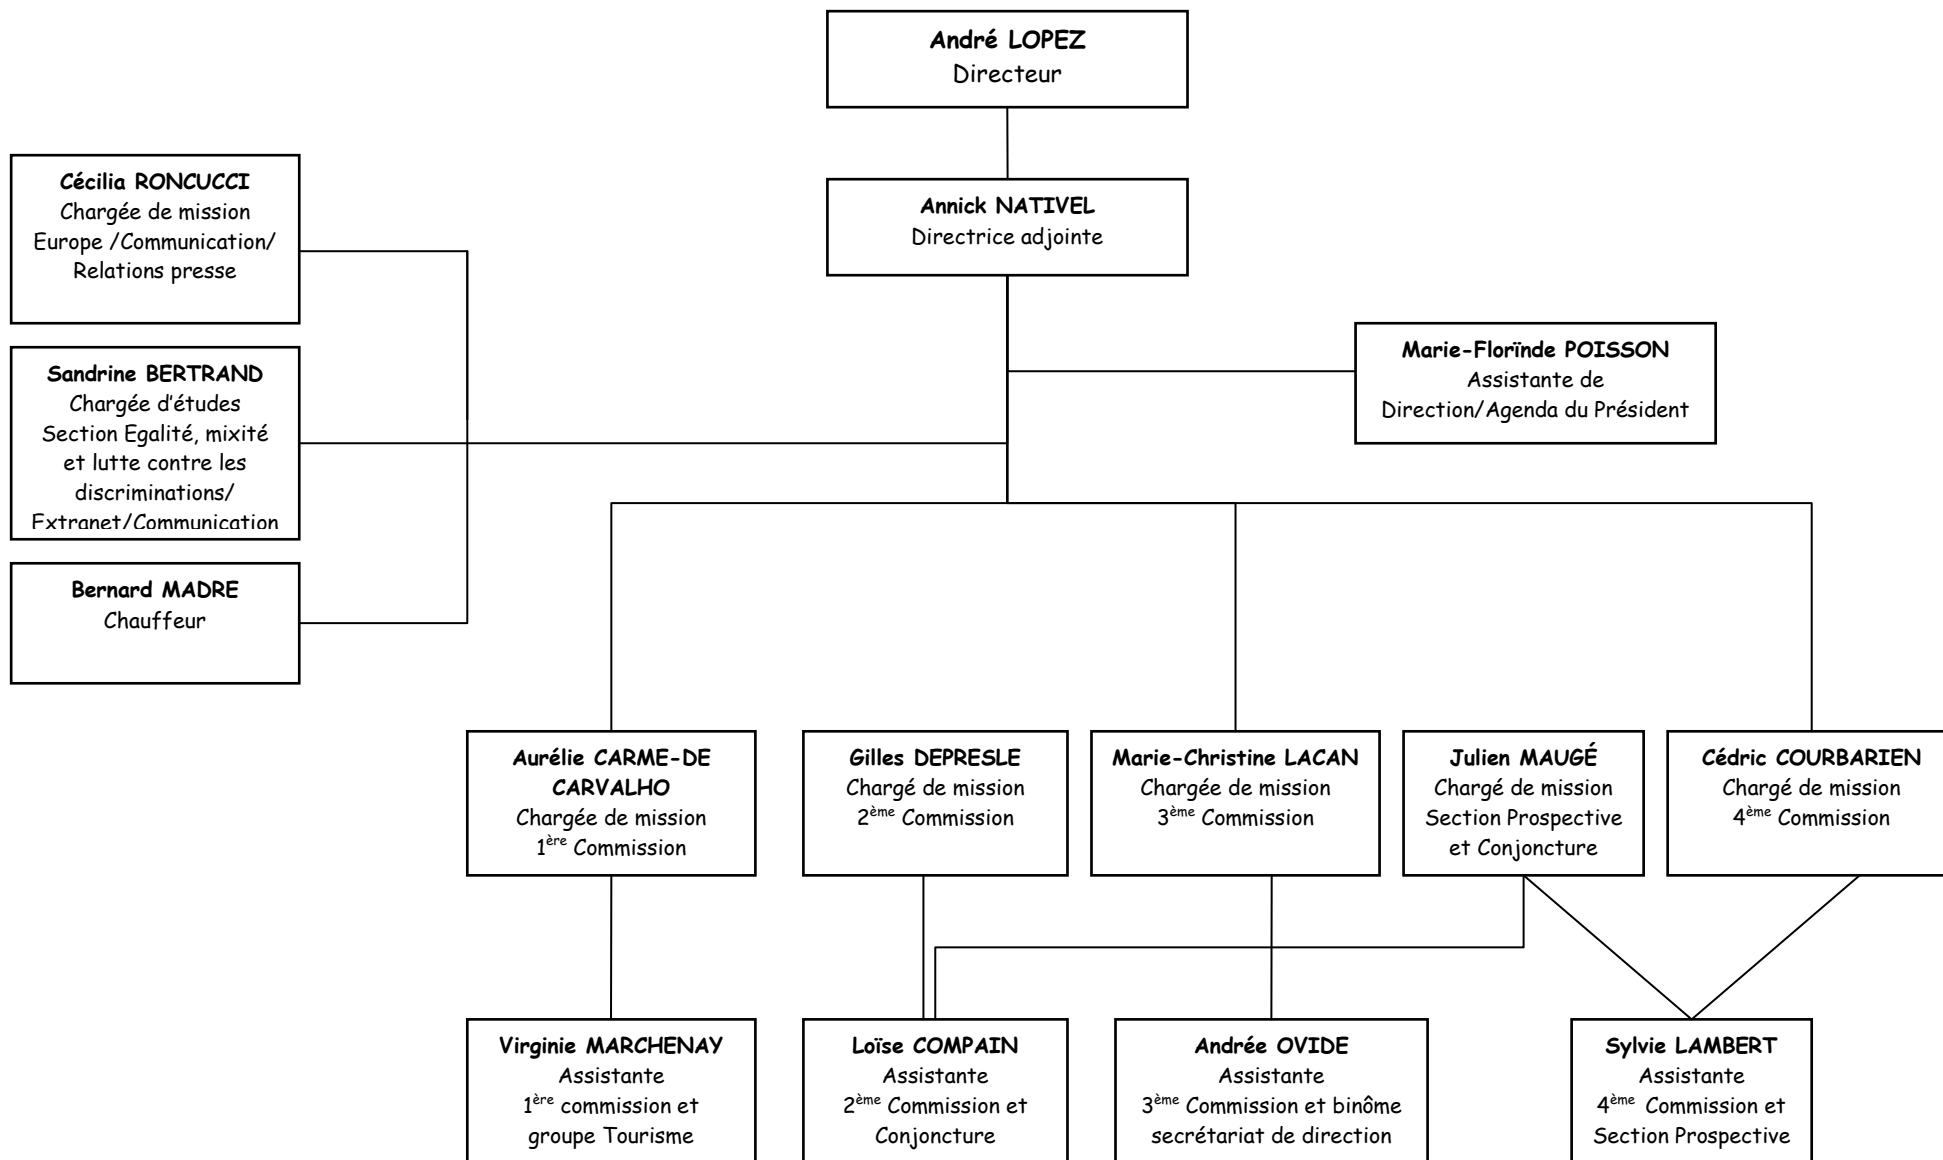 André LOPEZ
Directeur
Cécilia RONCUCCI
Chargée de mission
Europe /Communication/
Relations presse
Annick NATIVEL
Directrice adjointe
Sandrine BERTRAND
Chargée d'études
Section Egalité, mixité
et lutte contre les
discriminations/
Extranet/Communication
Marie-Florïnde POISSON
Assistante de
Direction/Agenda du Président
Bernard MADRE
Chauffeur
Aurélie CARME-DE
CARVALHO
Chargée de mission
1ère Commission
Gilles DEPRESLE
Chargé de mission
2ème Commission
Marie-Christine LACAN
Chargée de mission
3ème Commission
Julien MAUGÉ
Chargé de mission
Section Prospective
et Conjoncture
Cédric COURBARIEN
Chargé de mission
4ème Commission
Virginie MARCHENAY
Assistante
1ère commission et
groupe Tourisme
Loïse COMPAIN
Assistante
2ème Commission et
Conjoncture
Andrée OVIDE
Assistante
3ème Commission et binôme
secrétariat de direction
Sylvie LAMBERT
Assistante
4ème Commission et
Section Prospective